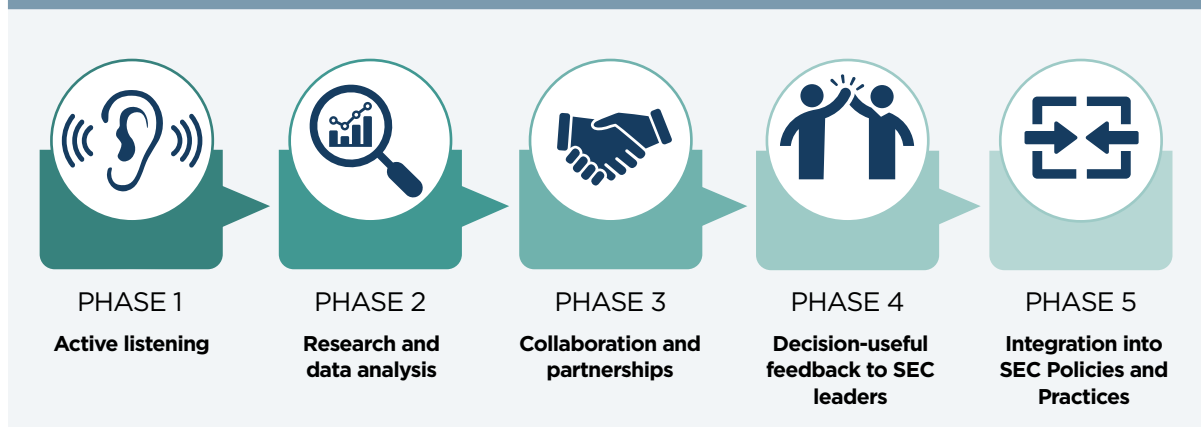 PHASE 1
Active listening
PHASE 2
Research and
data analysis
PHASE 3
Collaboration and
partnerships
PHASE 4
Decision-useful
feedback to SEC
leaders
PHASE 5
Integration into
SEC Policies and
Practices